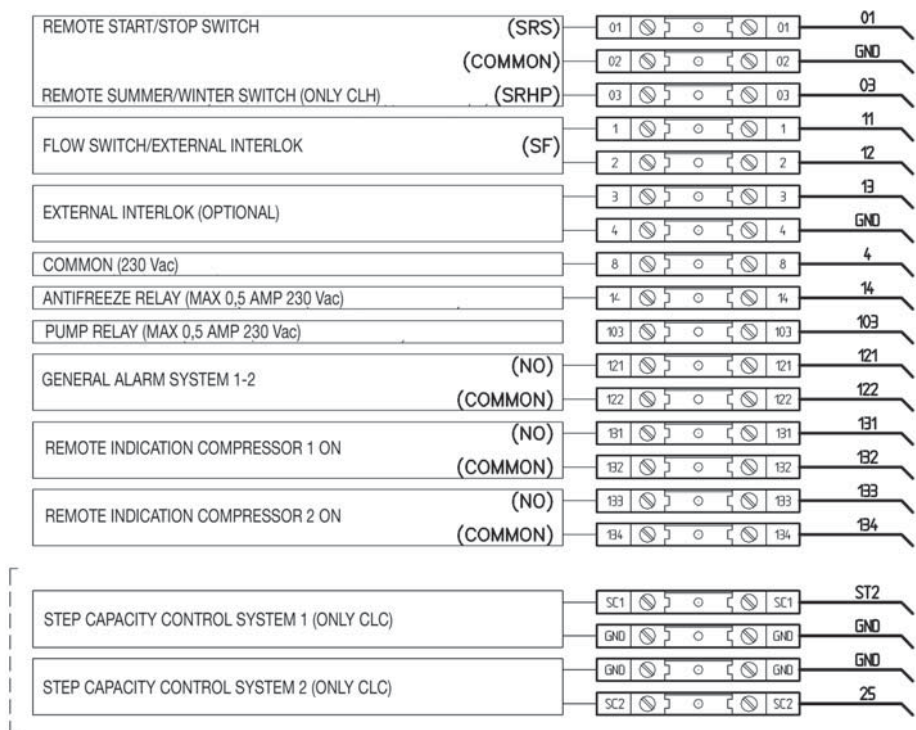 REMOTE START/STOP SWITCH (SRS) 01 01 01
(COMMON) 02 02 GND
REMOTE SUMMER/WINTER SWITCH (ONLY CLH) (SRHP) 03 03 03
FLOW SWITCH/EXTERNAL INTERLOK (SF) 1 1 11
2 2 12
EXTERNAL INTERLOK (OPTIONAL) 3 3 13
4 4 GND
COMMON (230 Vac) 8 8 4
ANTIFREEZE RELAY (MAX 0,5 AMP 230 Vac) 14 14 14
PUMP RELAY (MAX 0,5 AMP 230 Vac) 103 103 103
GENERAL ALARM SYSTEM 1-2 (NO) 121 121 121
(COMMON) 122 122 122
REMOTE INDICATION COMPRESSOR 1 ON (NO) 131 131 131
(COMMON) 132 132 132
REMOTE INDICATION COMPRESSOR 2 ON (NO) 133 133 133
(COMMON) 134 134 134
STEP CAPACITY CONTROL SYSTEM 1 (ONLY CLC) SC1 SC1 ST2
GND GND GND
STEP CAPACITY CONTROL SYSTEM 2 (ONLY CLC) GND GND GND
SC2 SC2 25